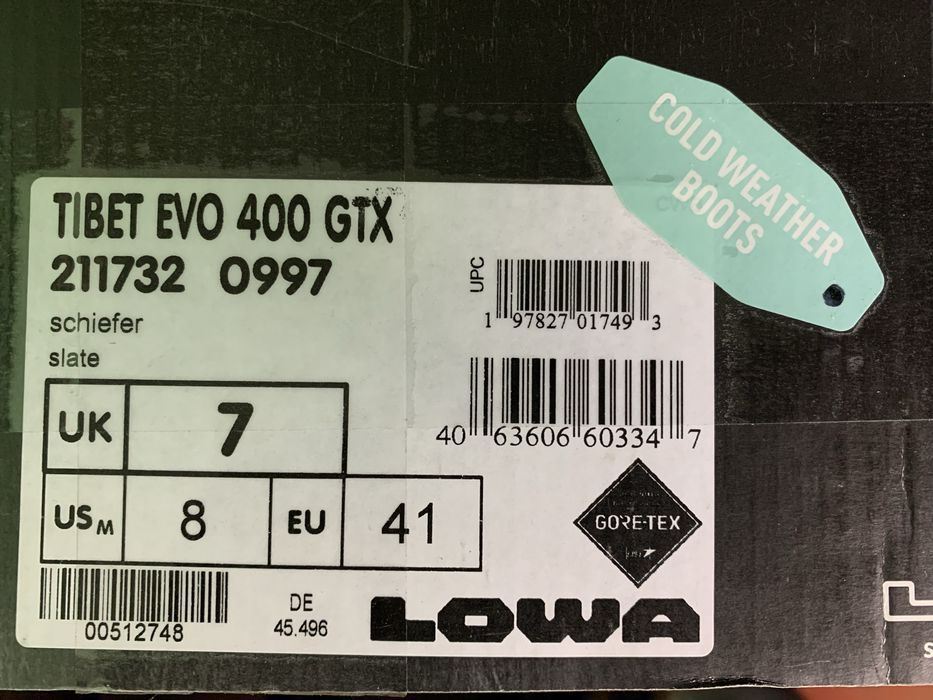 COLD WEATHER
BOOTS
TIBET EVO 400 GTX
211732 0997
schiefer
slate
UPC
1 97827 01749 3
40 63606 60334 7
UK 7
US M 8 EU 41
GORE-TEX
00512748
DE
45.496
LOWA